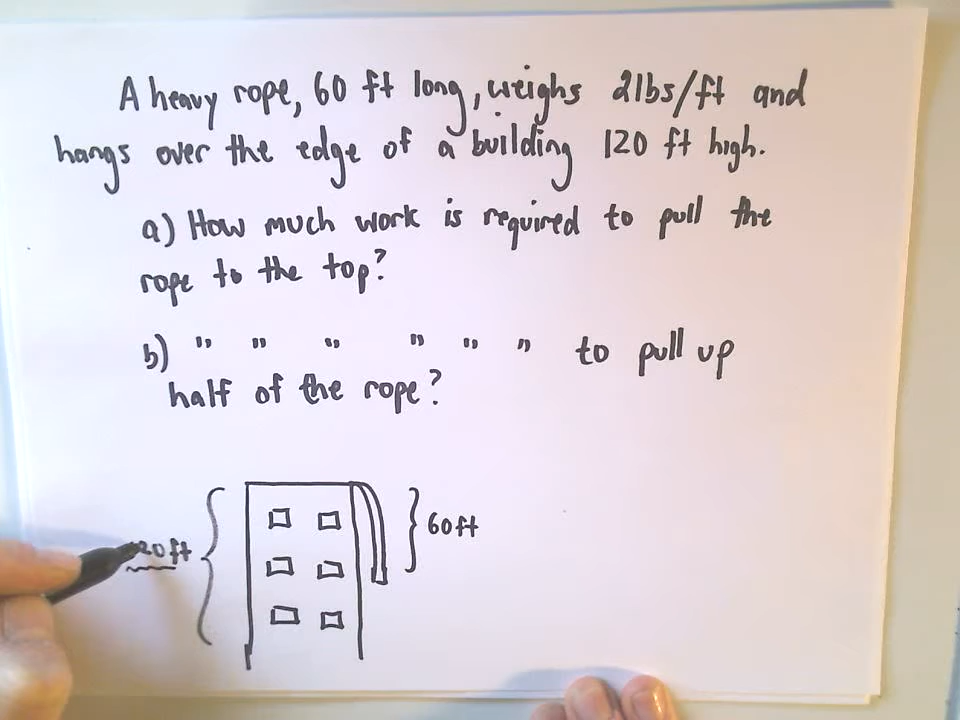 A heavy rope, 60 ft long, weighs 2lbs/ft and
hangs over the edge of a building 120 ft high.
a) How much work is required to pull the
rope to the top?
b) " " " " " " to pull up
half of the rope?
60ft